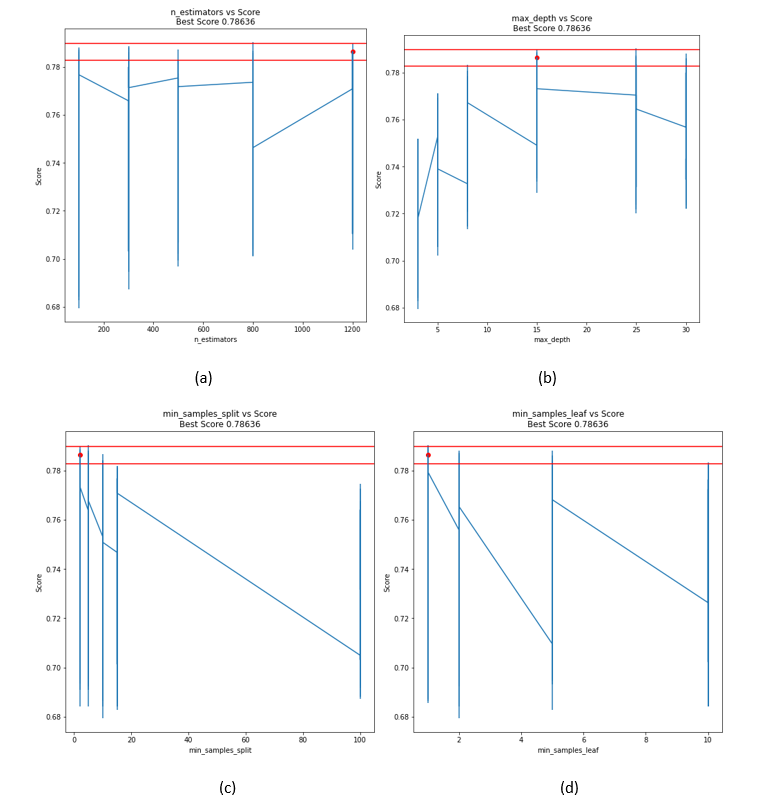 n_estimators vs Score
Best Score 0.78636
Score
0.78
0.76
0.74
0.72
0.70
0.68
200 400 600 800 1000 1200
n_estimators
(a)
max_depth vs Score
Best Score 0.78636
Score
0.78
0.76
0.74
0.72
0.70
0.68
5 10 15 20 25 30
max_depth
(b)
min_samples_split vs Score
Best Score 0.78636
Score
0.78
0.76
0.74
0.72
0.70
0.68
0 20 40 60 80 100
min_samples_split
(c)
min_samples_leaf vs Score
Best Score 0.78636
Score
0.78
0.76
0.74
0.72
0.70
0.68
2 4 6 8 10
min_samples_leaf
(d)